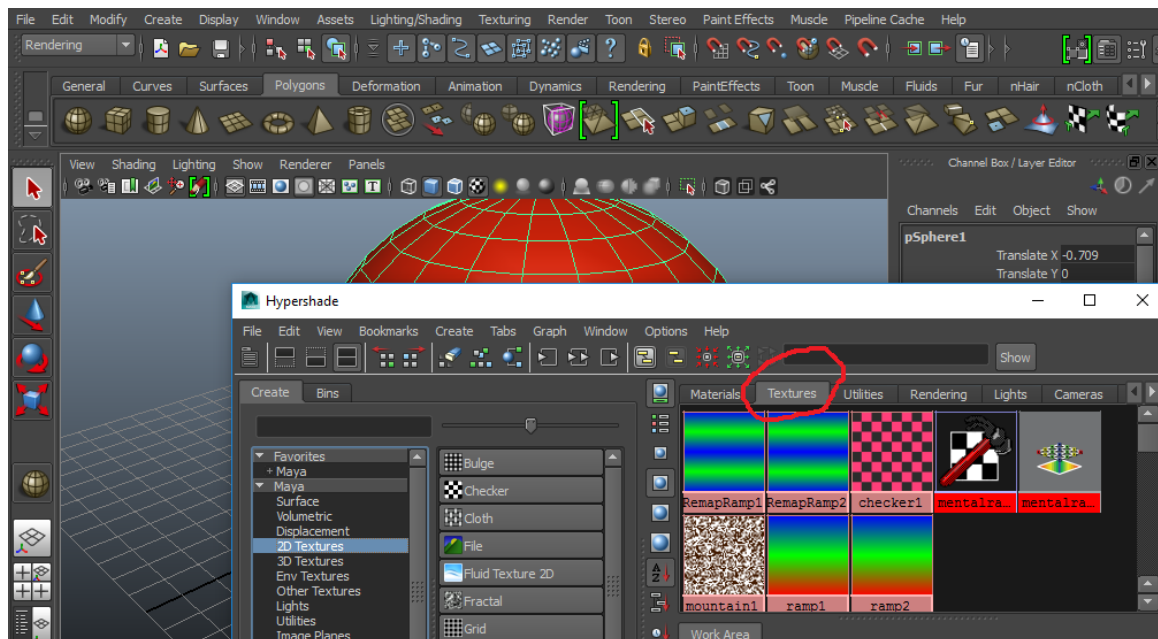 File Edit Modify Create Display Window Assets Lighting/Shading Texturing Render Toon Stereo Paint Effects Muscle Pipeline Cache Help
Rendering
General Curves Surfaces Polygons Deformation Animation Dynamics Rendering PaintEffects Toon Muscle Fluids Fur nHair nCloth
View Shading Lighting Show Renderer Panels
Channel Box / Layer Editor
Channels Edit Object Show
pSphere1
Translate X -0.709
Translate Y 0
Hypershade
File Edit View Bookmarks Create Tabs Graph Window Options Help
Show
Create Bins
Materials Textures Utilities Rendering Lights Cameras
Favorites
+ Maya
Maya
Surface
Volumetric
Displacement
2D Textures
3D Textures
Env Textures
Other Textures
Lights
Utilities
Image Planes
Bulge
Checker
Cloth
File
Fluid Texture 2D
Fractal
Grid
RemapRamp1 RemapRamp2 checker1 mentalra... mentalra...
mountain1 ramp1 ramp2
Work Area